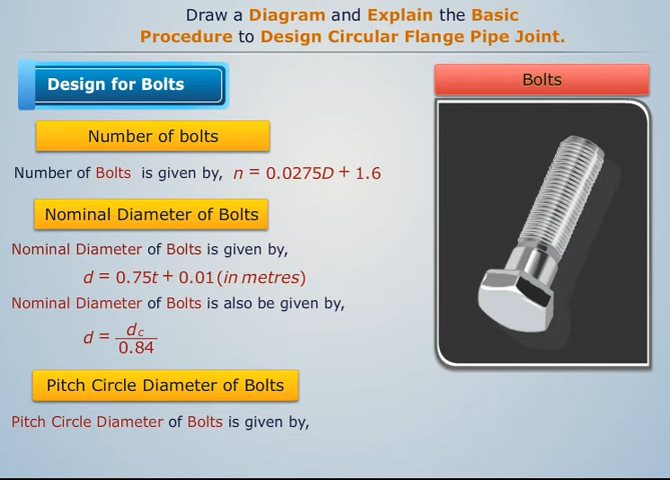 Draw a Diagram and Explain the Basic
Procedure to Design Circular Flange Pipe Joint.
Design for Bolts
Bolts
Number of bolts
Number of Bolts is given by, n = 0.0275D + 1.6
Nominal Diameter of Bolts
Nominal Diameter of Bolts is given by,
d = 0.75t + 0.01 (in metres)
Nominal Diameter of Bolts is also be given by,
d = dc / 0.84
Pitch Circle Diameter of Bolts
Pitch Circle Diameter of Bolts is given by,